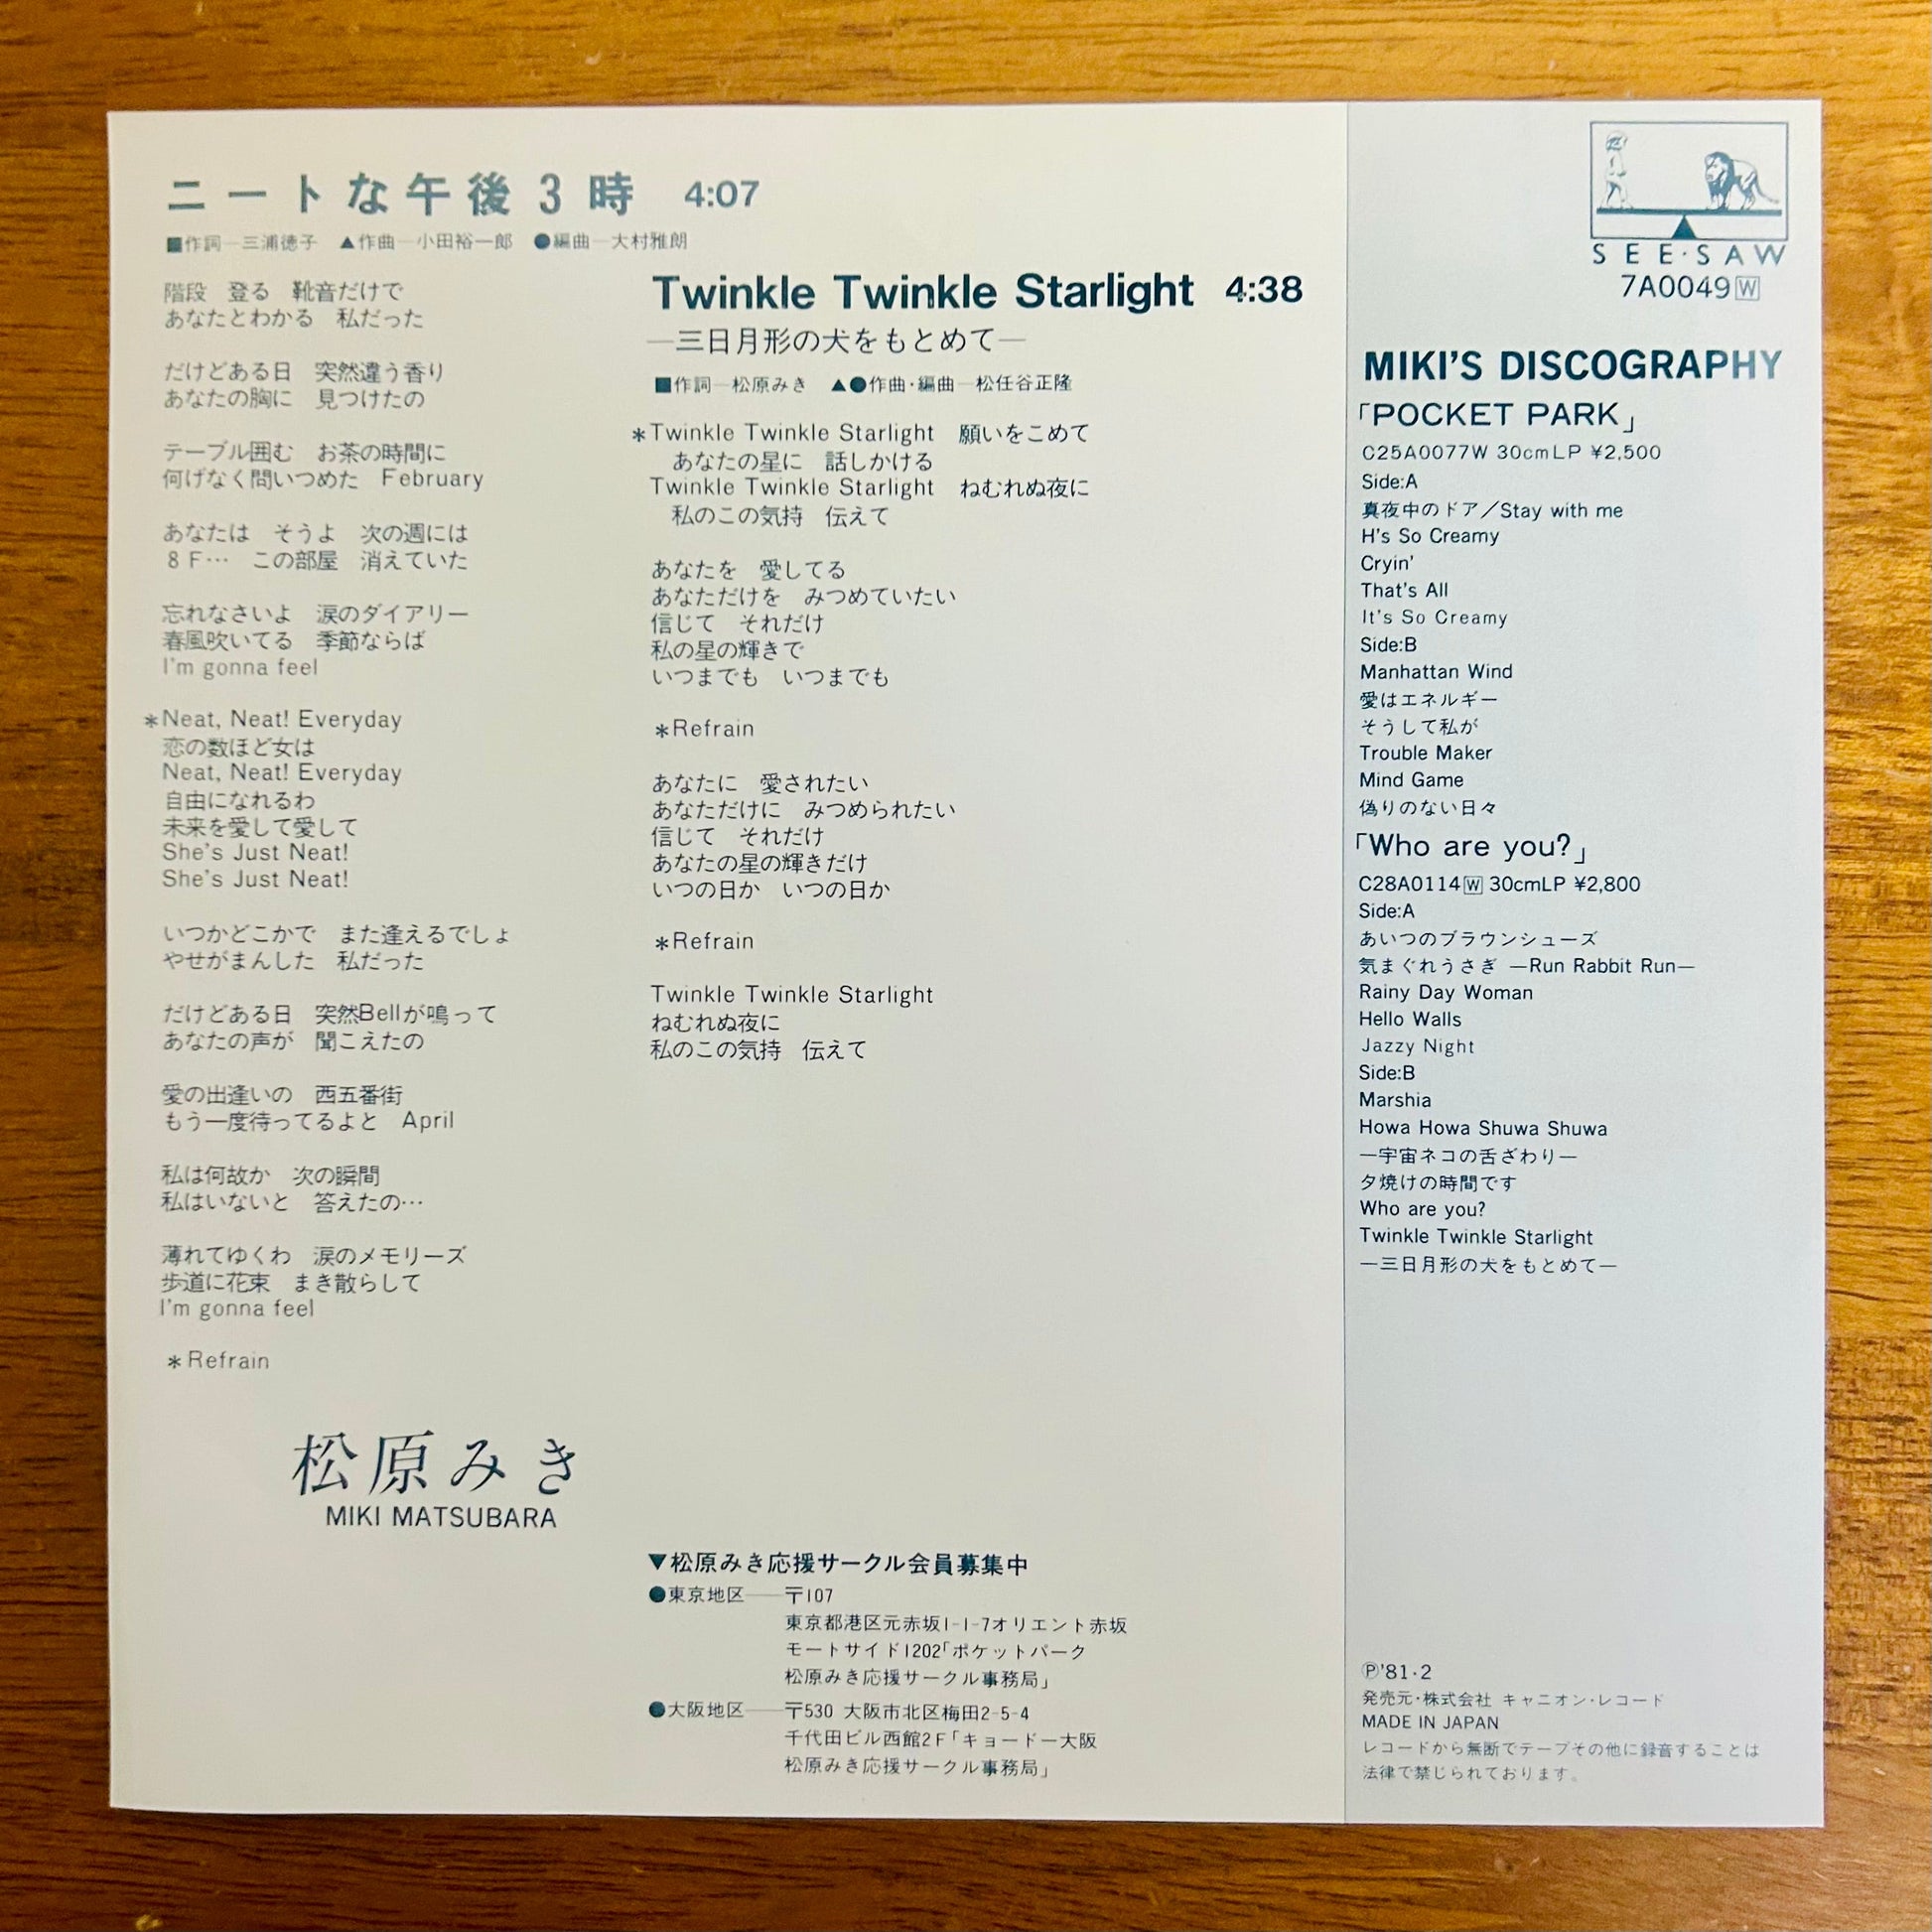 ニートな午後3時 4:07
■作詞―三浦徳子 ▲作曲―小田裕一郎 ●編曲―大村雅朗
階段 登る 靴音だけで
あなたとわかる 私だった
だけどある日 突然違う香り
あなたの胸に 見つけたの
テーブル囲む お茶の時間に
何げなく問いつめた February
あなたは そうよ 次の週には
8F… この部屋 消えていた
忘れなさいよ 涙のダイアリー
春風吹いてる 季節ならば
I'm gonna feel
*Neat, Neat! Everyday
恋の数ほど女は
Neat, Neat! Everyday
自由になれるわ
未来を愛して愛して
She's Just Neat!
She's Just Neat!
いつかどこかで また逢えるでしょ
やせがまんした 私だった
だけどある日 突然Bellが鳴って
あなたの声が 聞こえたの
愛の出逢いの 西五番街
もう一度待ってるよと April
私は何故か 次の瞬間
私はいないと 答えたの…
薄れてゆくわ 涙のメモリーズ
歩道に花束 まき散らして
I'm gonna feel
*Refrain
松原みき
MIKI MATSUBARA
Twinkle Twinkle Starlight 4:38
―三日月形の犬をもとめて―
■作詞―松原みき ▲●作曲・編曲―松任谷正隆
*Twinkle Twinkle Starlight 願いをこめて
あなたの星に 話しかける
Twinkle Twinkle Starlight ねむれぬ夜に
私のこの気持 伝えて
あなたを 愛してる
あなただけを みつめていたい
信じて それだけ
私の星の輝きで
いつまでも いつまでも
*Refrain
あなたに 愛されたい
あなただけに みつめられたい
信じて それだけ
あなたの星の輝きだけ
いつの日か いつの日か
*Refrain
Twinkle Twinkle Starlight
ねむれぬ夜に
私のこの気持 伝えて
▼松原みき応援サークル会員募集中
●東京地区――〒107
東京都港区元赤坂1-1-7オリエント赤坂
モートサイド1202「ポケットパーク
松原みき応援サークル事務局」
●大阪地区――〒530 大阪市北区梅田2-5-4
千代田ビル西館2F「キョードー大阪
松原みき応援サークル事務局」
SEE・SAW
7A0049W
MIKI'S DISCOGRAPHY
「POCKET PARK」
C25A0077W 30cmLP ¥2,500
Side:A
真夜中のドア／Stay with me
H's So Creamy
Cryin'
That's All
It's So Creamy
Side:B
Manhattan Wind
愛はエネルギー
そうして私が
Trouble Maker
Mind Game
偽りのない日々
「Who are you?」
C28A0114W 30cmLP ¥2,800
Side:A
あいつのブラウンシューズ
気まぐれうさぎ ―Run Rabbit Run―
Rainy Day Woman
Hello Walls
Jazzy Night
Side:B
Marshia
Howa Howa Shuwa Shuwa
―宇宙ネコの舌ざわり―
夕焼けの時間です
Who are you?
Twinkle Twinkle Starlight
―三日月形の犬をもとめて―
Ⓟ'81・2
発売元・株式会社 キャニオン・レコード
MADE IN JAPAN
レコードから無断でテープその他に録音することは
法律で禁じられております。